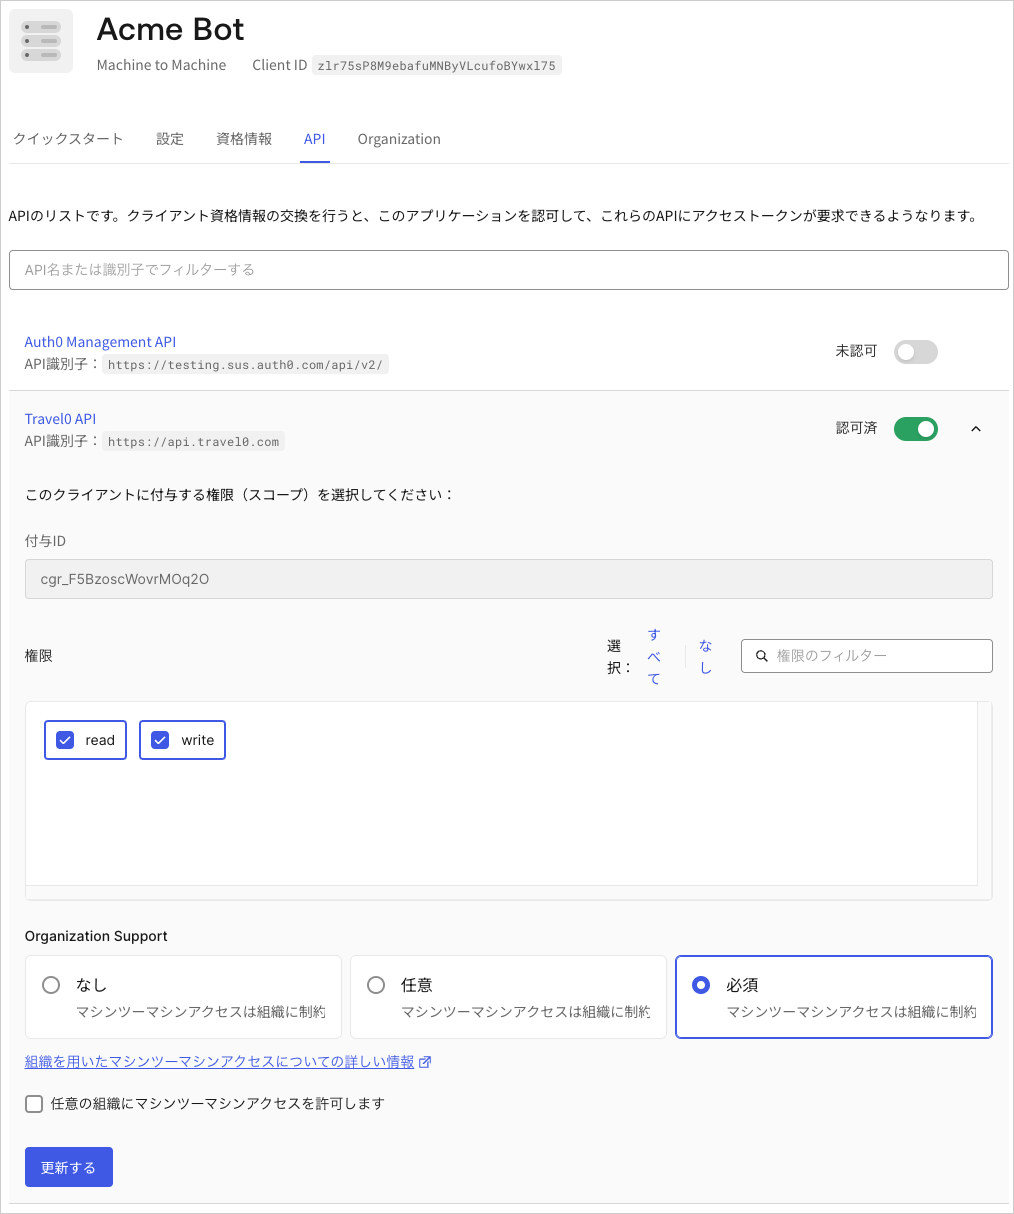 Acme Bot
Machine to Machine Client ID zlr75sP8M9ebafuMNByVLcufoBYwxl75
クイックスタート 設定 資格情報 API Organization
APIのリストです。クライアント資格情報の交換を行うと、このアプリケーションを認可して、これらのAPIにアクセストークンが要求できるようなります。
API名または識別子でフィルターする
Auth0 Management API
API識別子： https://testing.sus.auth0.com/api/v2/
未認可
Travel0 API
API識別子： https://api.travel0.com
認可済
このクライアントに付与する権限（スコープ）を選択してください：
付与ID
cgr_F5BzoscWovrMOq2O
権限
選択：
すべて
なし
権限のフィルター
read write
Organization Support
なし
マシンツーマシンアクセスは組織に制約
任意
マシンツーマシンアクセスは組織に制約
必須
マシンツーマシンアクセスは組織に制約
組織を用いたマシンツーマシンアクセスについての詳しい情報
任意の組織にマシンツーマシンアクセスを許可します
更新する